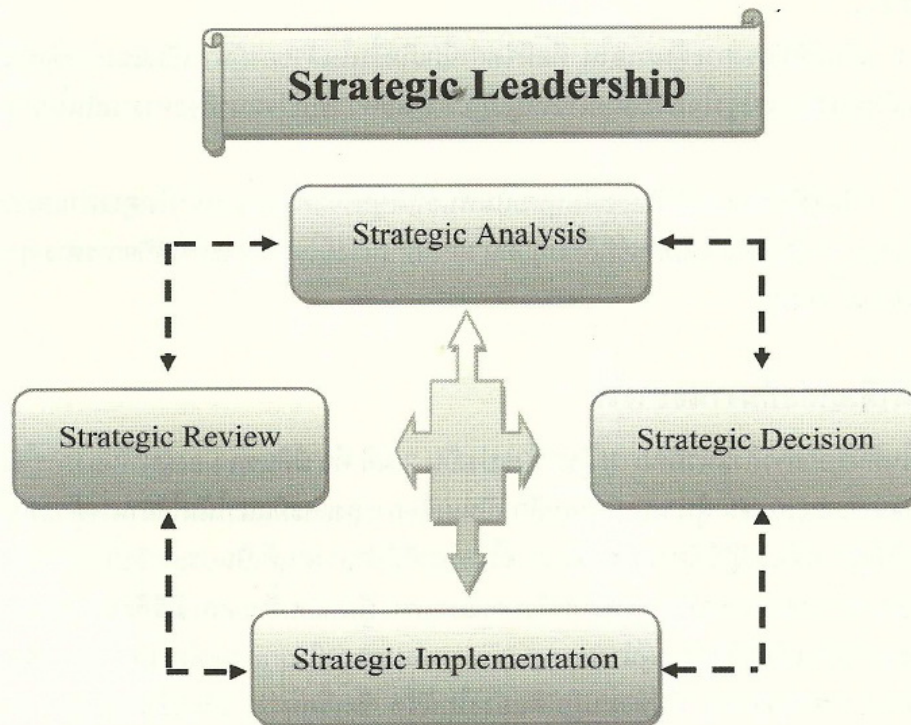 Strategic Leadership
Strategic Analysis
Strategic Review
Strategic Decision
Strategic Implementation